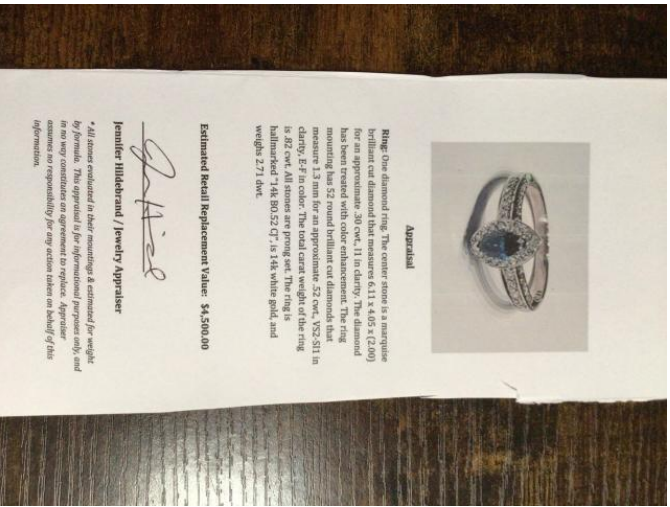 Appraisal
Ring: One diamond ring. The center stone is a marquise
brilliant cut diamond that measures 6.11 x 4.05 x (2.00)
for an approximate .30 cwt, I1 in clarity. The diamond
has been treated with color enhancement. The ring
mounting has 52 round brilliant cut diamonds that
measure 1.3 mm for an approximate .52 cwt, VS2-SI1 in
clarity, E-F in color. The total carat weight of the ring
is .82 cwt. All stones are prong set. The ring is
hallmarked "14k B0.52 CJ", is 14k white gold, and
weighs 2.71 dwt.
Estimated Retail Replacement Value: $4,500.00
Jennifer Hildebrand / Jewelry Appraiser
* All stones evaluated in their mountings & estimated for weight
by formula. This appraisal is for informational purposes only, and
in no way constitutes an agreement to replace. Appraiser
assumes no responsibility for any action taken on behalf of this
information.